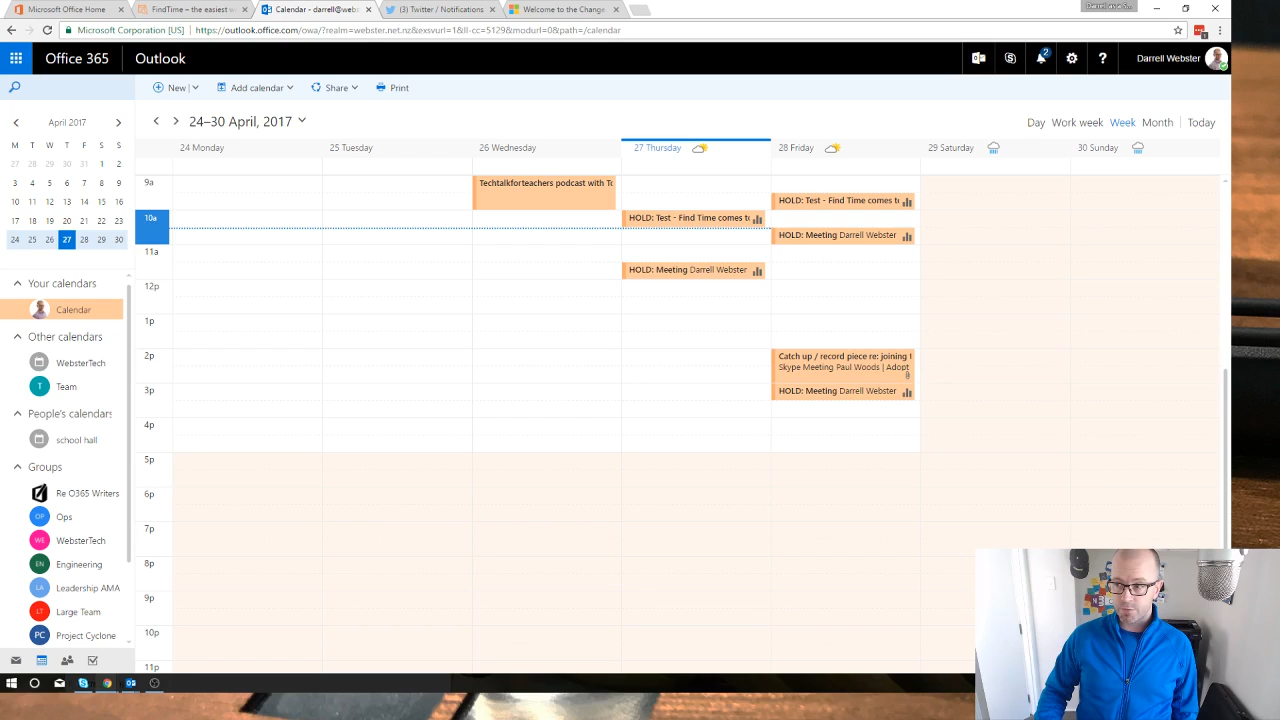 Microsoft Office Home
FindTime – the easiest w
Calendar - darrell@webs
(3) Twitter / Notifications
Welcome to the Change
Microsoft Corporation [US]
https://outlook.office.com/owa/?realm=webster.net.nz&exsvurl=1&ll-cc=5129&modurl=0&path=/calendar
Office 365
Outlook
2
?
Darrell Webster
New
Add calendar
Share
Print
April 2017
24–30 April, 2017
Day
Work week
Week
Month
Today
M T W T F S S
27 28 29 30 31 1 2
3 4 5 6 7 8 9
10 11 12 13 14 15 16
17 18 19 20 21 22 23
24 25 26 27 28 29 30
24 Monday
25 Tuesday
26 Wednesday
27 Thursday
28 Friday
29 Saturday
30 Sunday
9a
10a
11a
12p
1p
2p
3p
4p
5p
6p
7p
8p
9p
10p
11p
Techtalkforteachers podcast with To
HOLD: Test - Find Time comes to
HOLD: Meeting Darrell Webster
HOLD: Test - Find Time comes to
HOLD: Meeting Darrell Webster
Catch up / record piece re: joining t
Skype Meeting Paul Woods | Adopt
HOLD: Meeting Darrell Webster
Your calendars
Calendar
Other calendars
WebsterTech
T Team
People's calendars
school hall
Groups
Re O365 Writers
OP Ops
WE WebsterTech
EN Engineering
LA Leadership AMA
LT Large Team
PC Project Cyclone